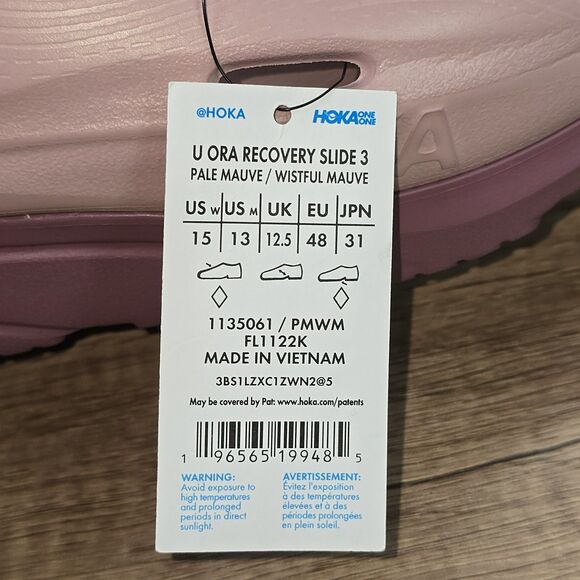 @HOKA HOKA ONE ONE
U ORA RECOVERY SLIDE 3
PALE MAUVE / WISTFUL MAUVE
US W US M UK EU JPN
15 13 12.5 48 31
1135061 / PMWM
FL1122K
MADE IN VIETNAM
3BS1LZXC1ZWN2@5
May be covered by Pat: www.hoka.com/patents
1 96565 19948 5
WARNING:
Avoid exposure to
high temperatures
and prolonged
periods in direct
sunlight.
AVERTISSEMENT:
Évitez l'exposition
à des températures
élevées et à des
périodes prolongées
en plein soleil.